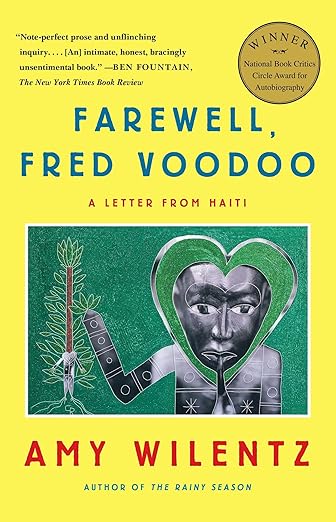 "Note-perfect prose and unflinching
inquiry. . . . [An] intimate, honest, bracingly
unsentimental book." —BEN FOUNTAIN,
The New York Times Book Review
WINNER
National Book Critics
Circle Award for
Autobiography
FAREWELL,
FRED VOODOO
A LETTER FROM HAITI
AMY WILENTZ
AUTHOR OF THE RAINY SEASON